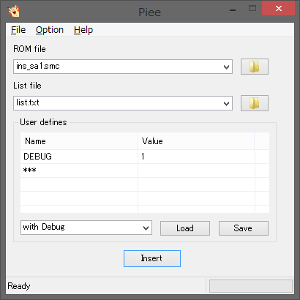 Piee
File Option Help
ROM file
ins_sa1.smc
List file
list.txt
User defines
Name Value
DEBUG 1
***
with Debug Load Save
Insert
Ready